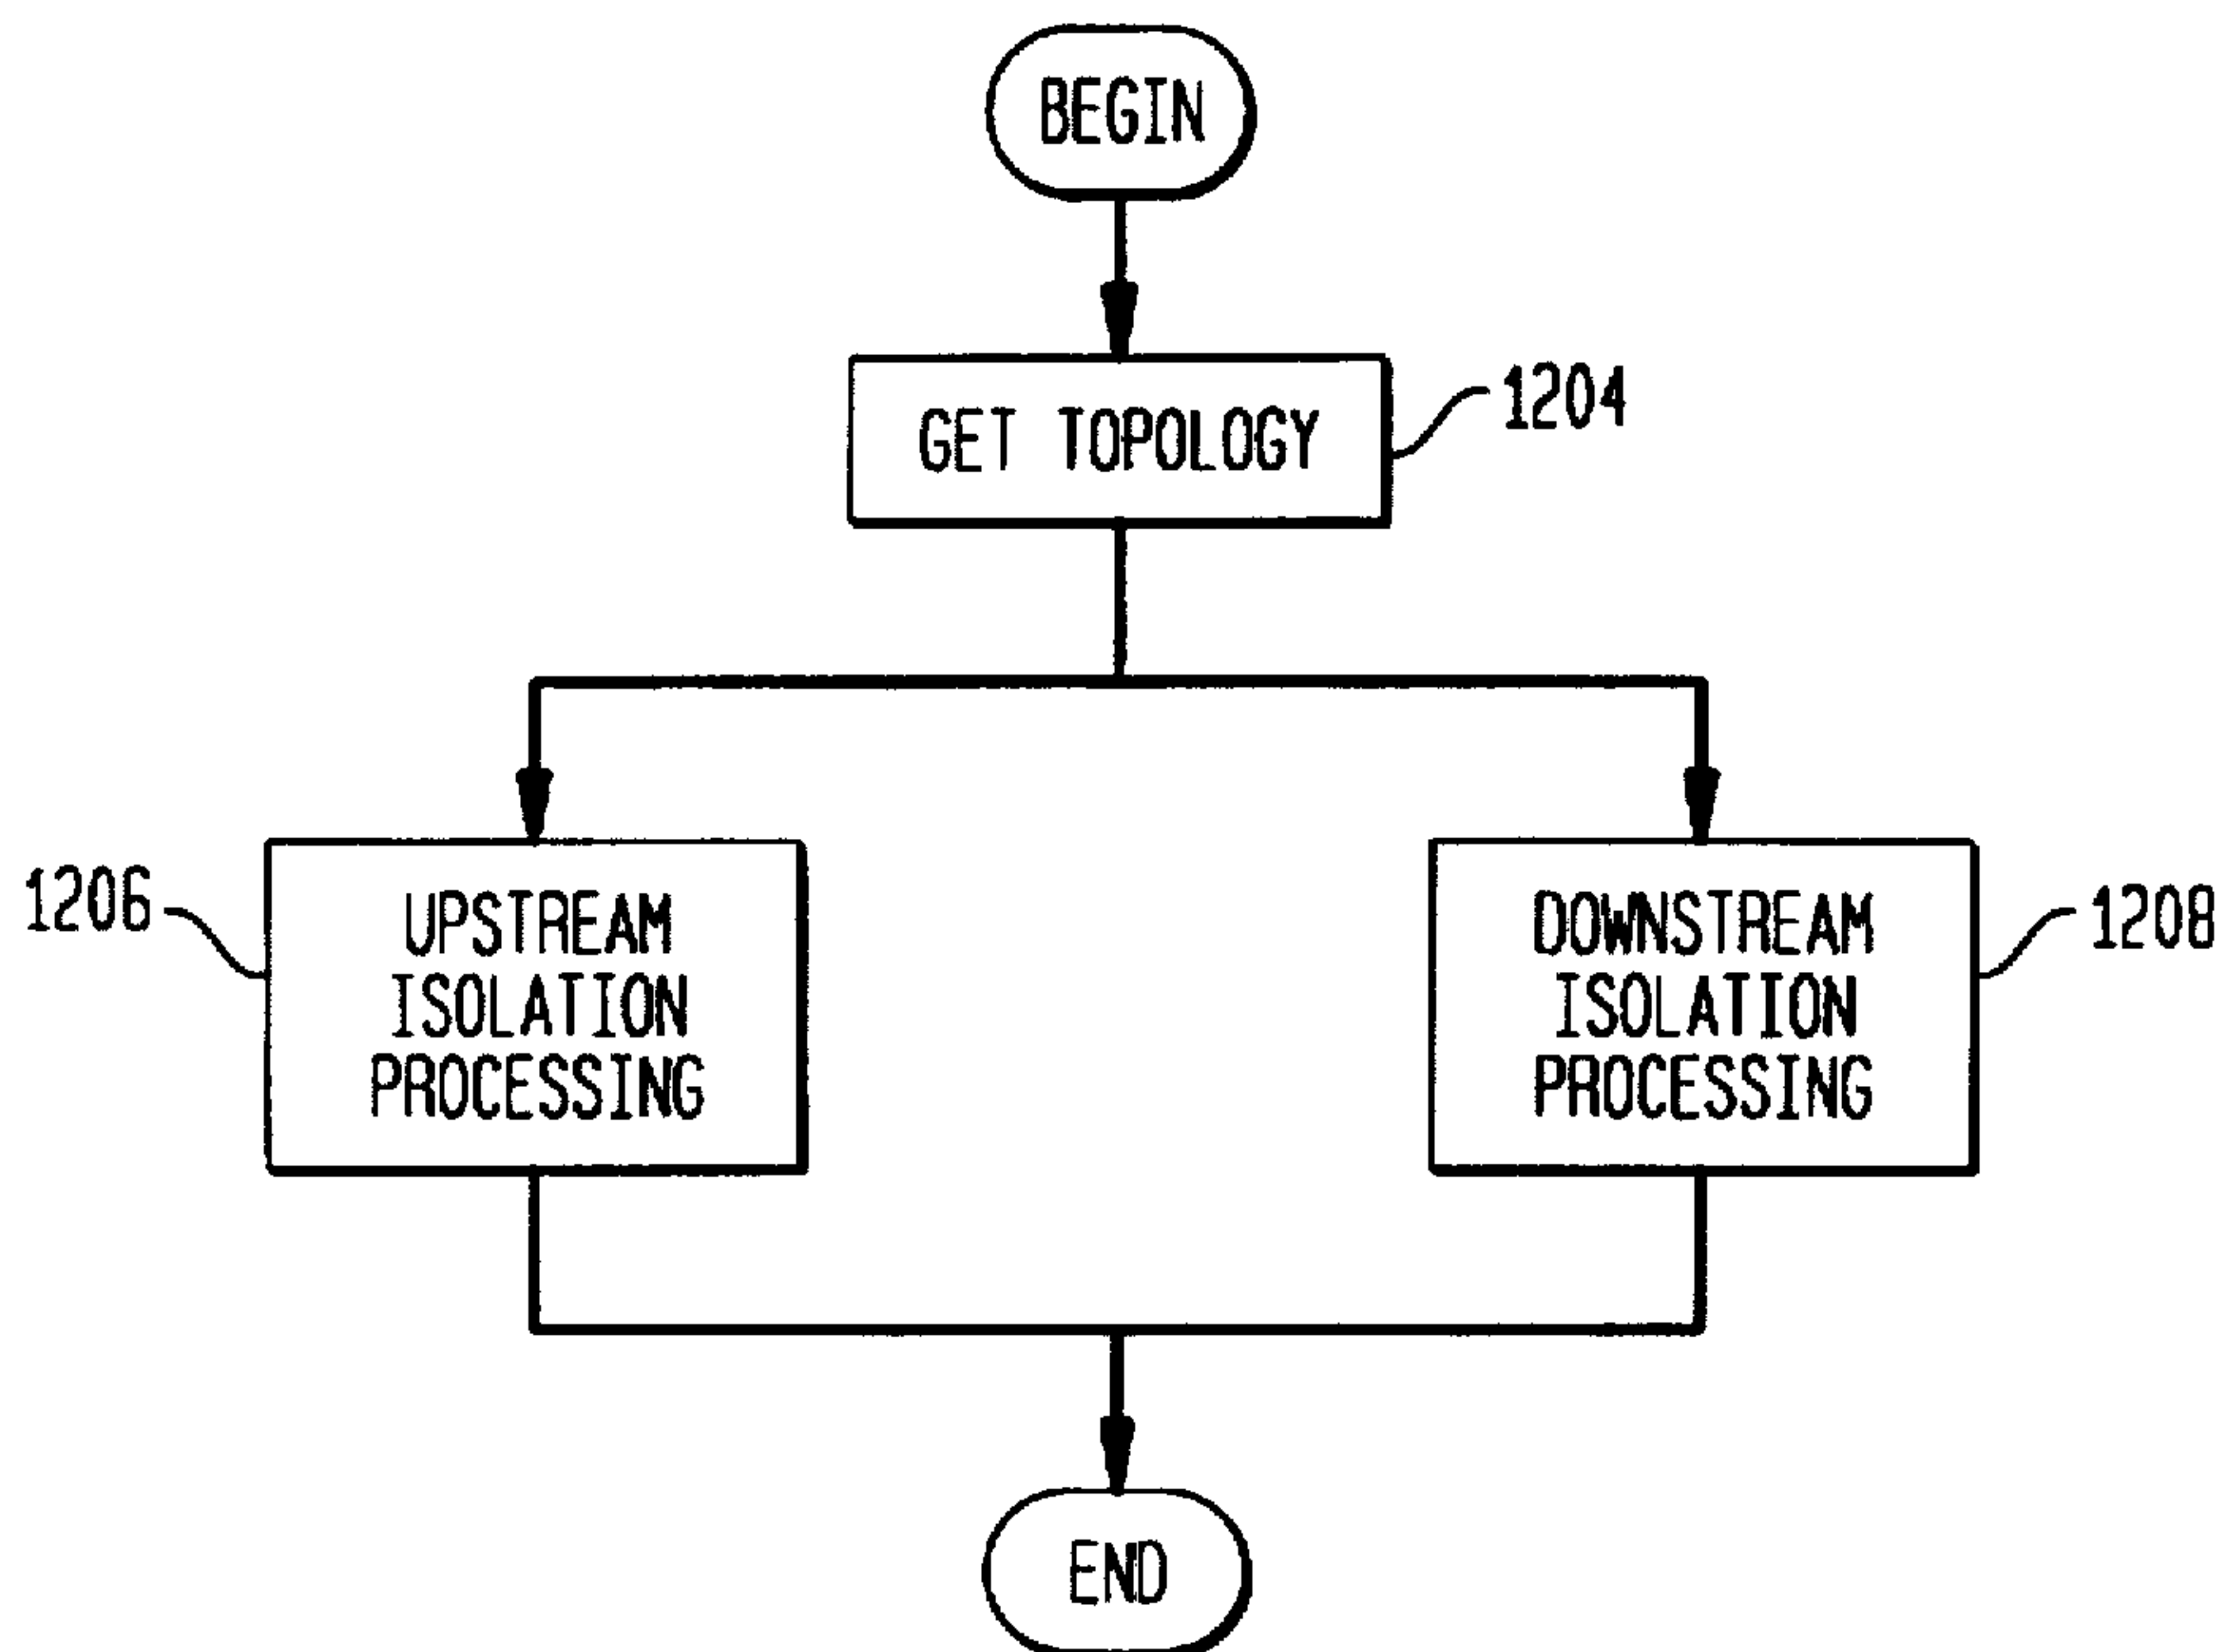 BEGIN
GET TOPOLOGY
1204
1206
UPSTREAM
ISOLATION
PROCESSING
DOWNSTREAM
ISOLATION
PROCESSING
1208
END